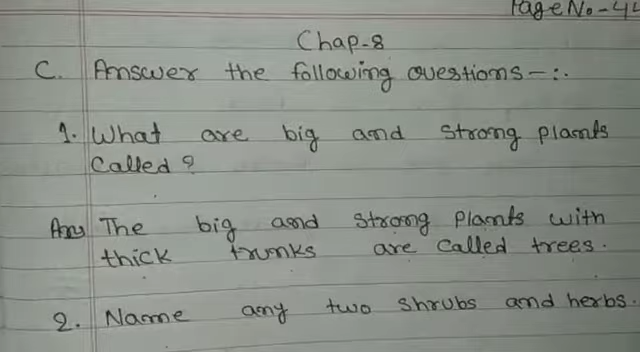 Page No-44
Chap-8
C. Answer the following questions-:.
1. What are big and strong plants
Called?
Ans The big and strong plants with
thick trunks are called trees.
2. Name any two shrubs and herbs.